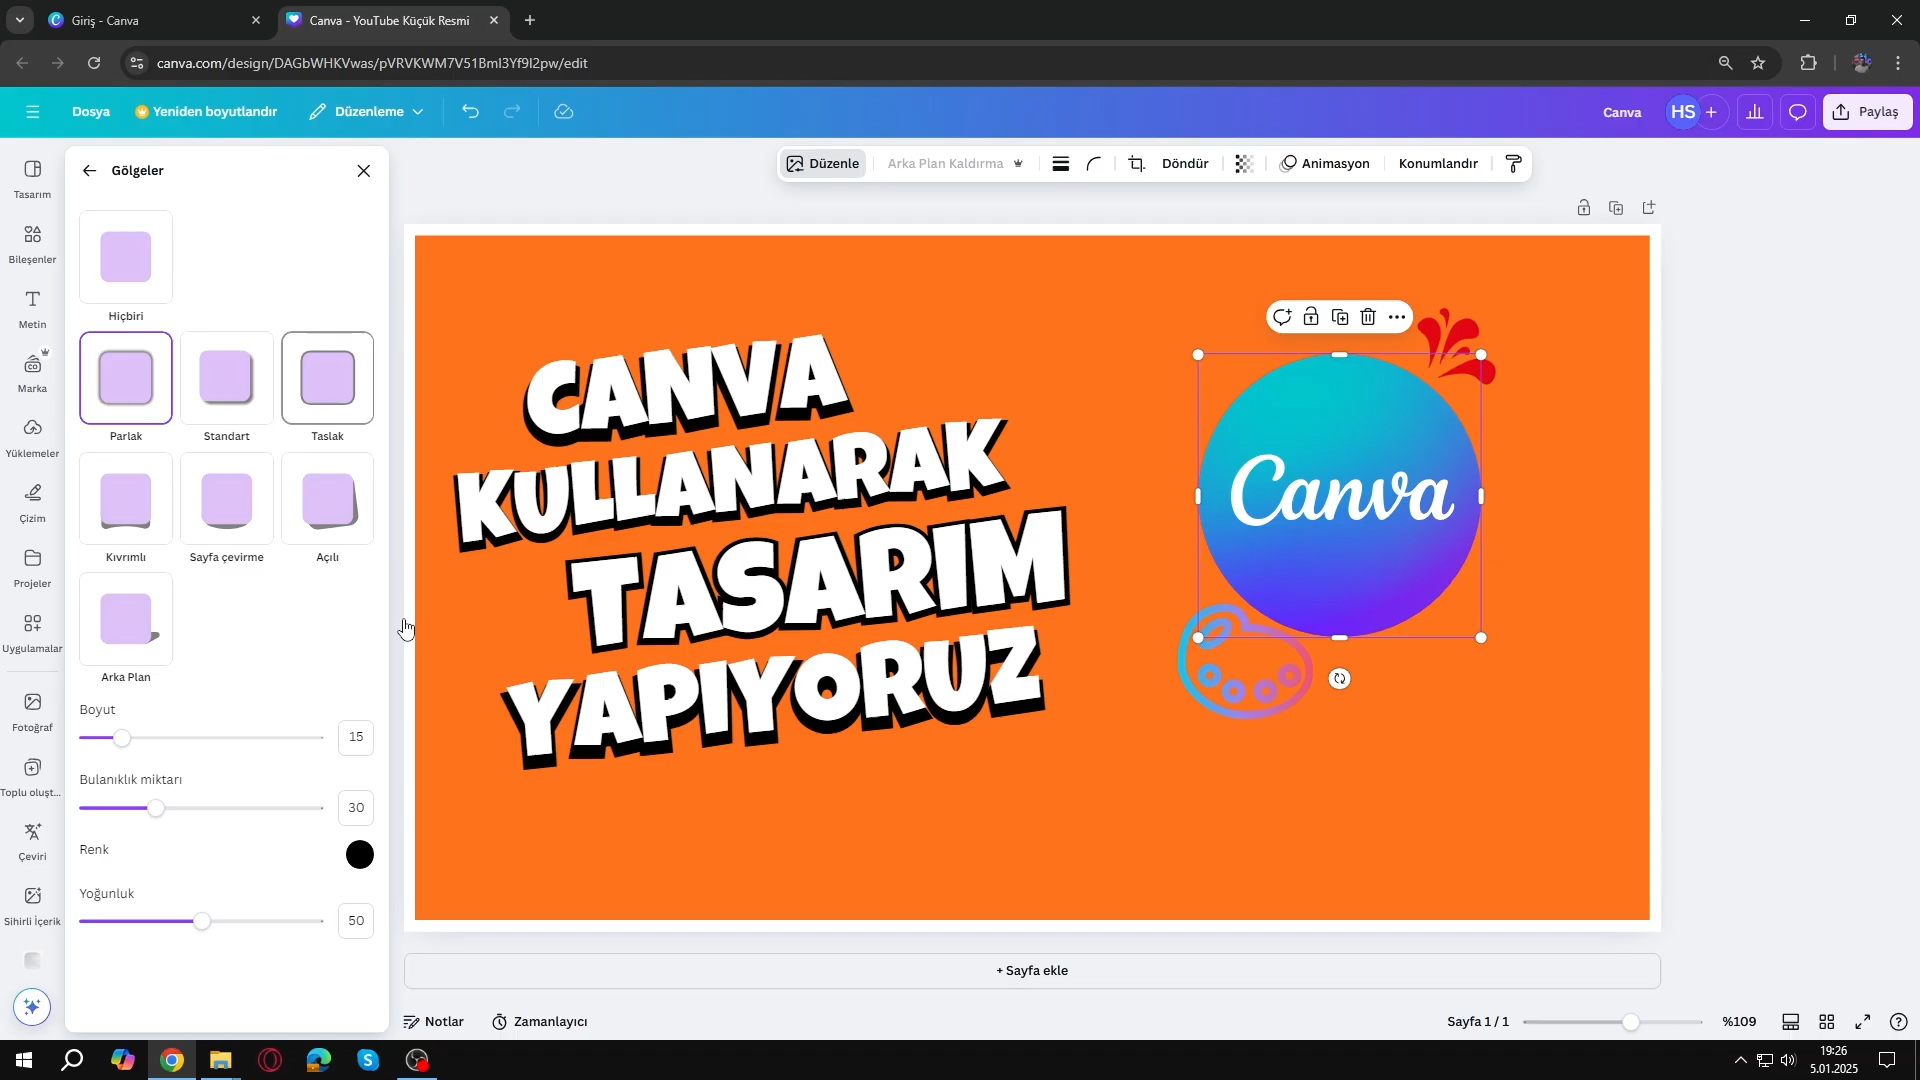 Giriş - Canva
Canva - YouTube Küçük Resmi
canva.com/design/DAGbWHKVwas/pVRVKWM7V51BmI3Yf9I2pw/edit
Dosya
Yeniden boyutlandır
Düzenleme
Canva
HS
Paylaş
Tasarım
Bileşenler
Metin
Marka
Yüklemeler
Çizim
Projeler
Uygulamalar
Fotoğraf
Toplu oluşt...
Çeviri
Sihirli İçerik
Gölgeler
Hiçbiri
Parlak
Standart
Taslak
Kıvrımlı
Sayfa çevirme
Açılı
Arka Plan
Boyut
15
Bulanıklık miktarı
30
Renk
Yoğunluk
50
Düzenle
Arka Plan Kaldırma
Döndür
Animasyon
Konumlandır
CANVA
KULLANARAK
TASARIM
YAPIYORUZ
Canva
+ Sayfa ekle
Notlar
Zamanlayıcı
Sayfa 1 / 1
%109
19:26
5.01.2025